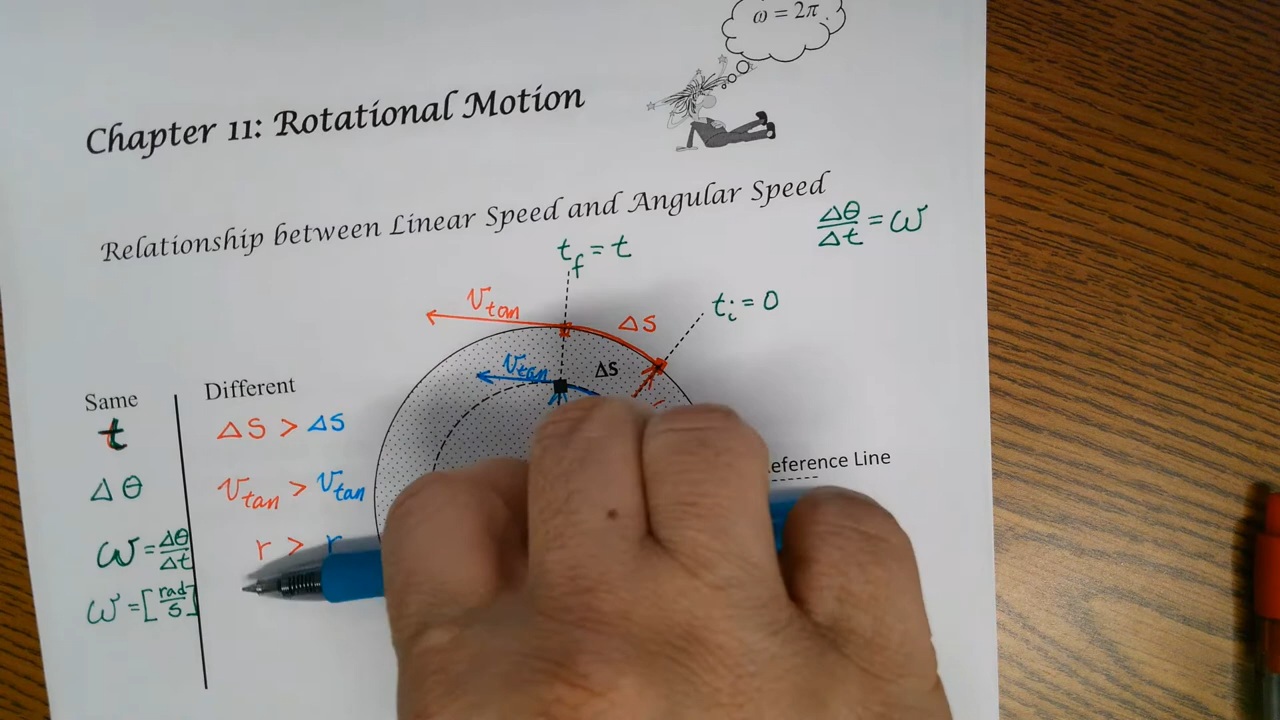 ω = 2π
Chapter 11: Rotational Motion
Relationship between Linear Speed and Angular Speed
Δθ/Δt = ω
t_f = t
t_i = 0
v_tan
Δs
v_tan
Δs
Same
Different
t
Δs > Δs
Δθ
v_tan > v_tan
eference Line
ω = Δθ/Δt
r > r
ω = [rad/s]